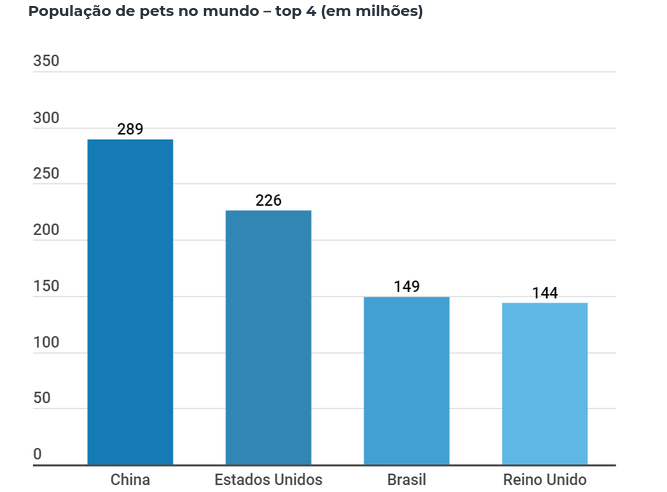 População de pets no mundo – top 4 (em milhões)
350
300
250
200
150
100
50
0
289
226
149
144
China
Estados Unidos
Brasil
Reino Unido